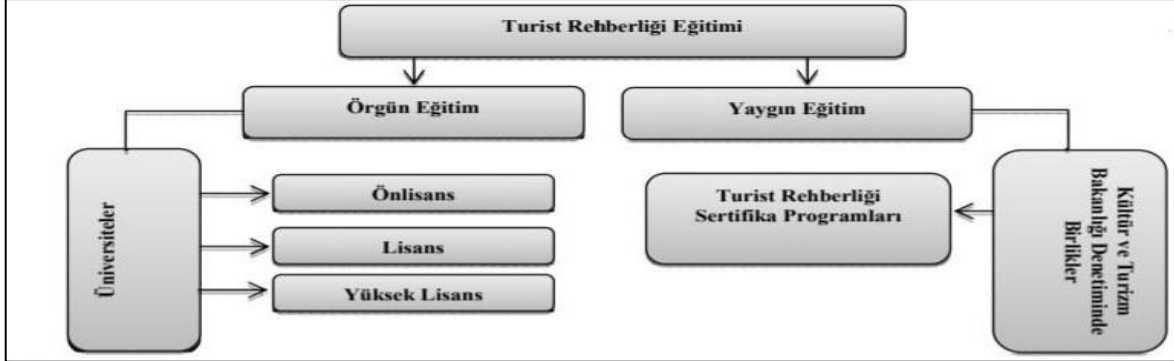 Turist Rehberliği Eğitimi
Örgün Eğitim
Yaygın Eğitim
Üniversiteler
Önlisans
Lisans
Yüksek Lisans
Turist Rehberliği
Sertifika Programları
Kültür ve Turizm
Bakanlığı Denetiminde
Birlikler